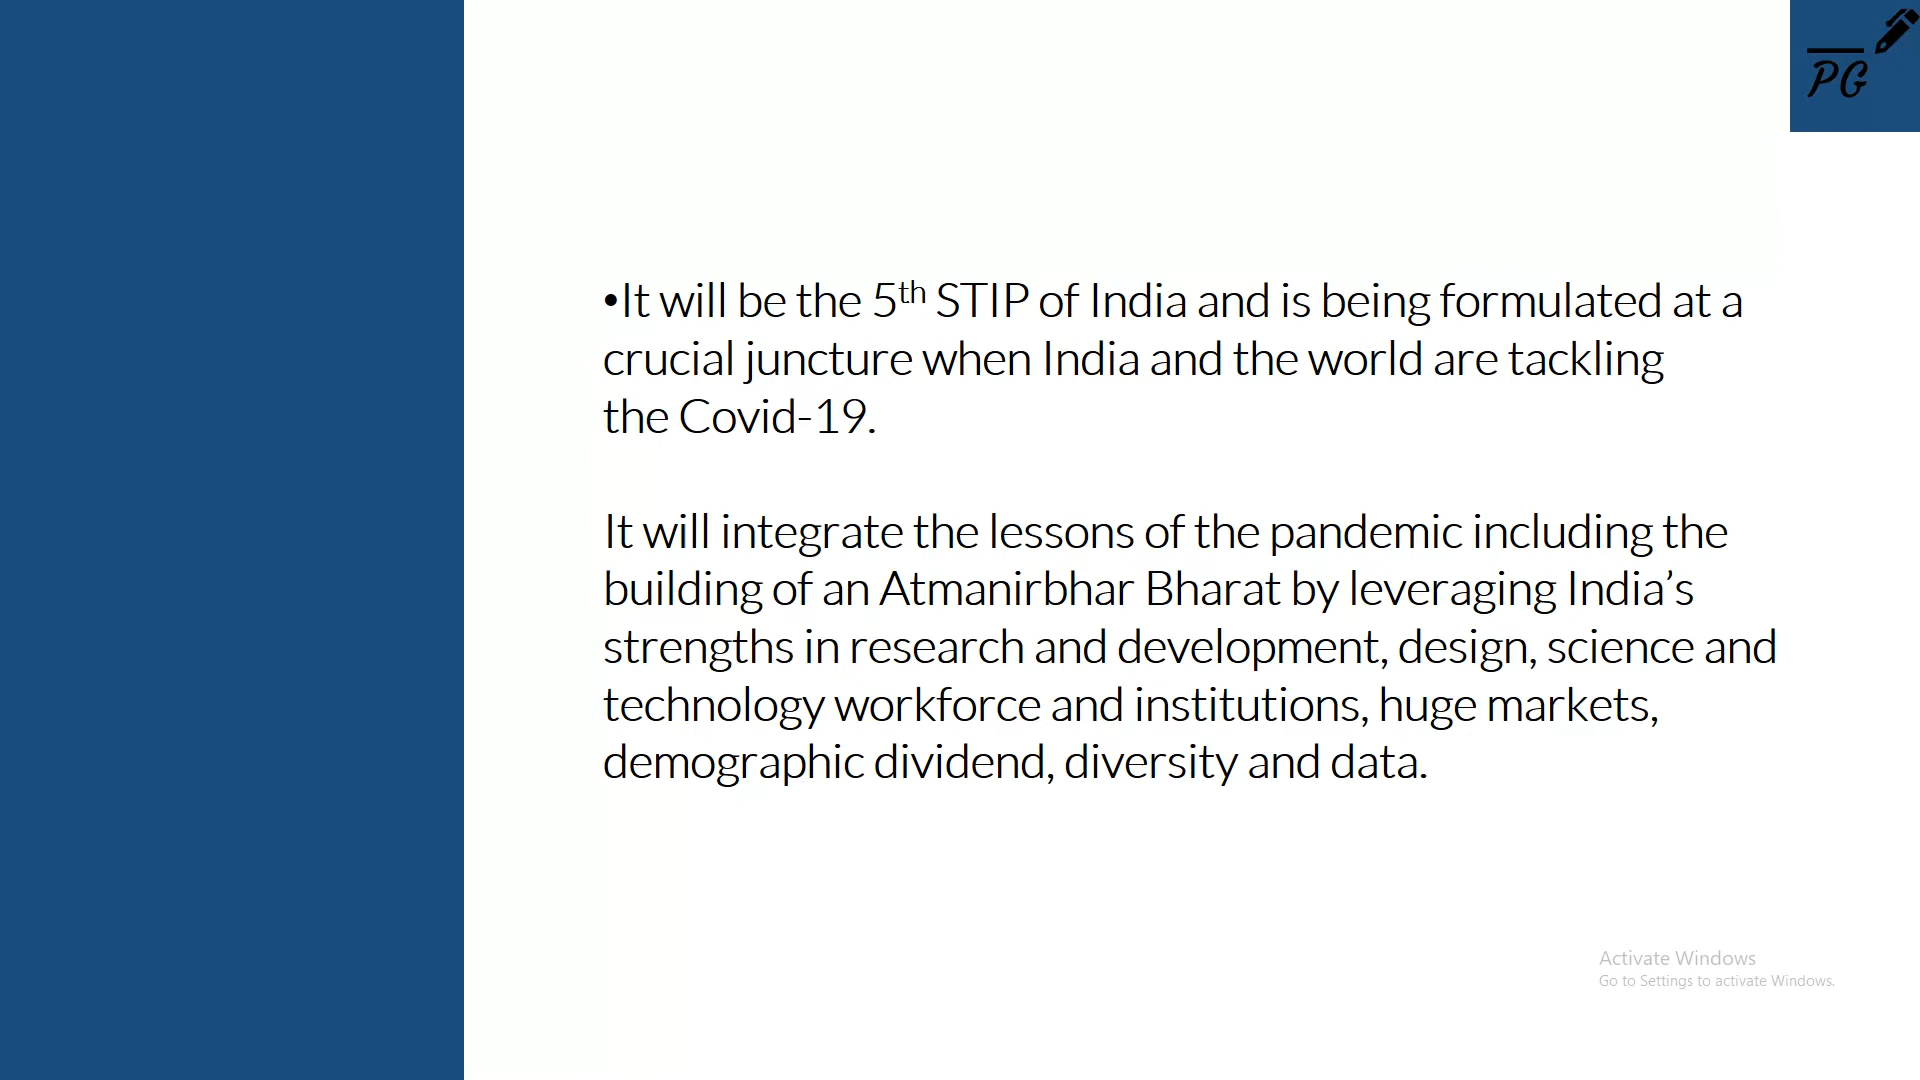 PG
•It will be the 5th STIP of India and is being formulated at a
crucial juncture when India and the world are tackling
the Covid-19.
It will integrate the lessons of the pandemic including the
building of an Atmanirbhar Bharat by leveraging India’s
strengths in research and development, design, science and
technology workforce and institutions, huge markets,
demographic dividend, diversity and data.
Activate Windows
Go to Settings to activate Windows.